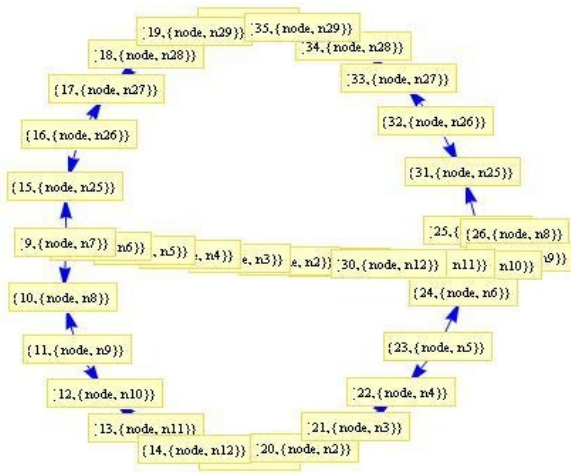 19,{node, n29}}
35,{node, n29}}
18,{node, n28}}
34,{node, n28}}
{17,{node, n27}}
33,{node, n27}}
{16,{node, n26}}
{32,{node, n26}}
{15,{node, n25}}
{31,{node, n25}}
{9,{node, n7}}
n6}}
n5}}
n4}}
n3}}
n2}}
{30,{node, n12}}
n11}}
n10}}
n9}}
{25,{
{26,{node, n8}}
{10,{node, n8}}
{24,{node, n6}}
{11,{node, n9}}
{23,{node, n5}}
12,{node, n10}}
22,{node, n4}}
13,{node, n11}}
21,{node, n3}}
{14,{node, n12}}
20,{node, n2}}